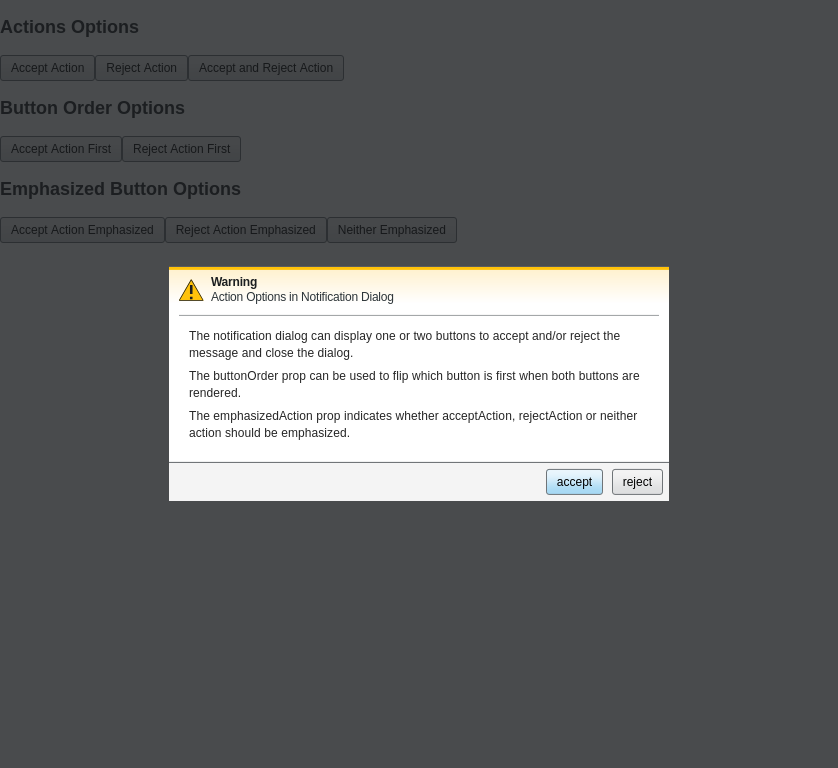 Actions Options
Accept Action Reject Action Accept and Reject Action
Button Order Options
Accept Action First Reject Action First
Emphasized Button Options
Accept Action Emphasized Reject Action Emphasized Neither Emphasized
Warning
Action Options in Notification Dialog
The notification dialog can display one or two buttons to accept and/or reject the
message and close the dialog.
The buttonOrder prop can be used to flip which button is first when both buttons are
rendered.
The emphasizedAction prop indicates whether acceptAction, rejectAction or neither
action should be emphasized.
accept reject